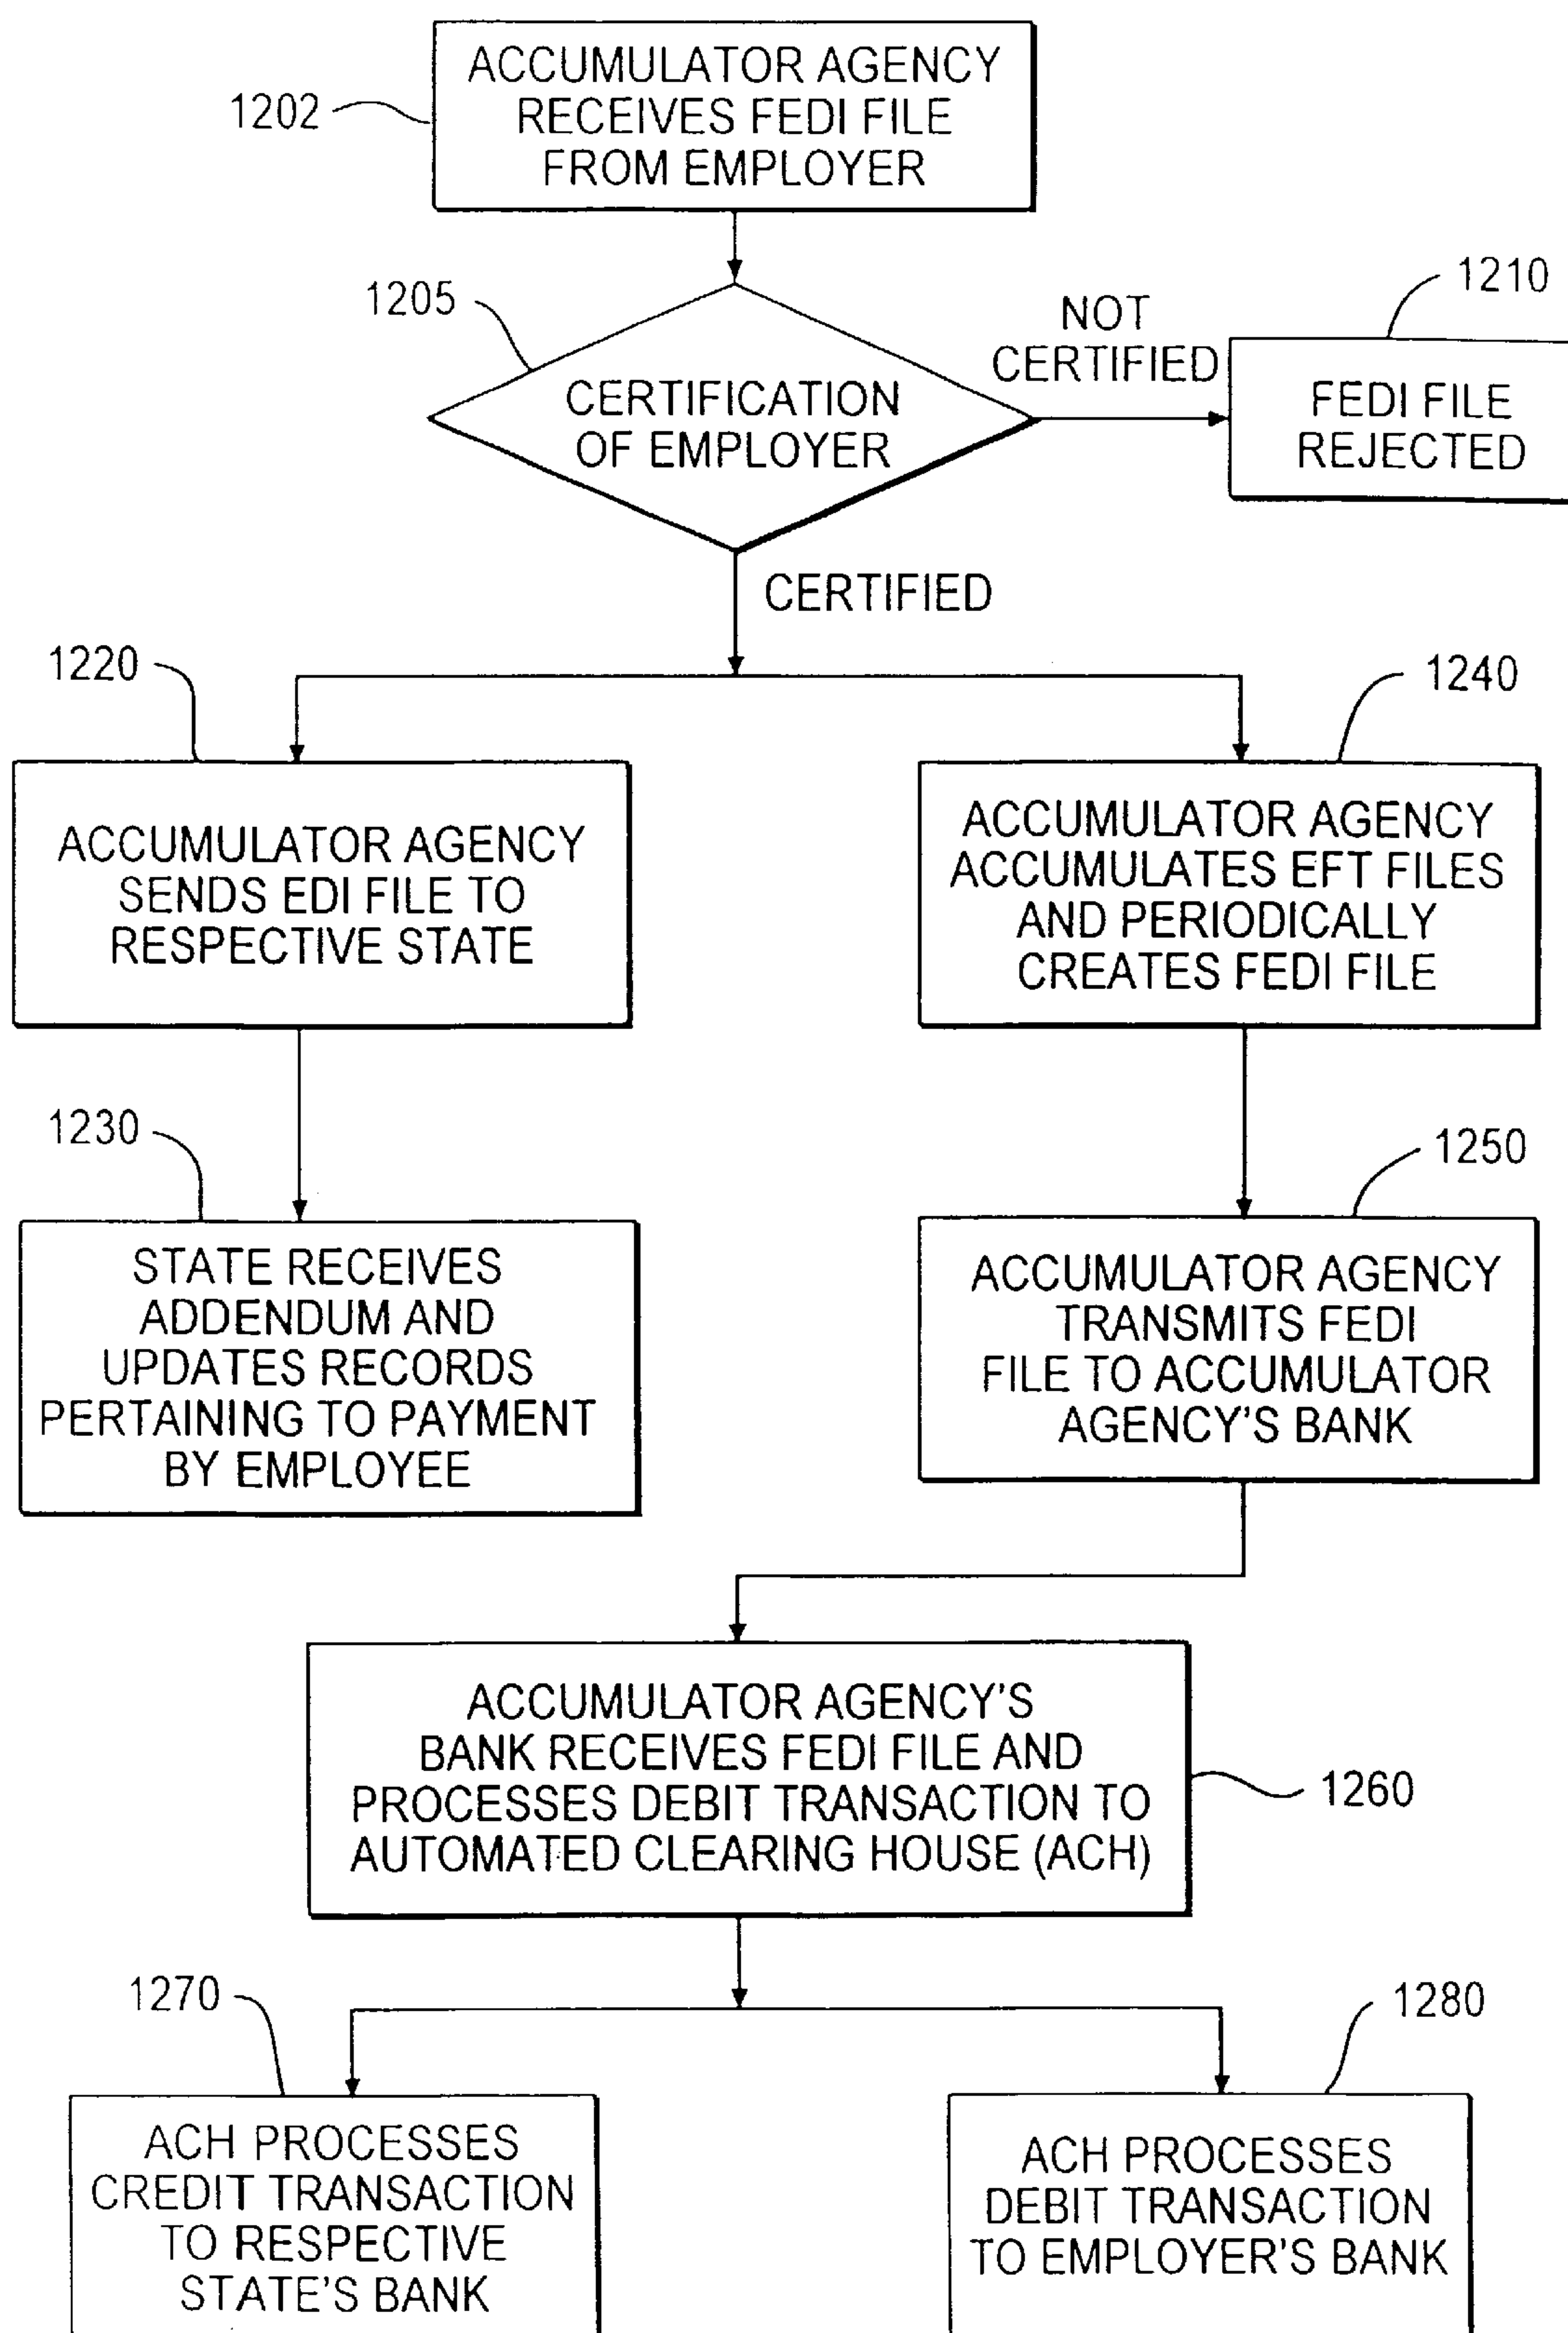 1202
ACCUMULATOR AGENCY
RECEIVES FEDI FILE
FROM EMPLOYER
1205
CERTIFICATION
OF EMPLOYER
NOT
CERTIFIED
1210
FEDI FILE
REJECTED
CERTIFIED
1220
ACCUMULATOR AGENCY
SENDS EDI FILE TO
RESPECTIVE STATE
1240
ACCUMULATOR AGENCY
ACCUMULATES EFT FILES
AND PERIODICALLY
CREATES FEDI FILE
1230
STATE RECEIVES
ADDENDUM AND
UPDATES RECORDS
PERTAINING TO PAYMENT
BY EMPLOYEE
1250
ACCUMULATOR AGENCY
TRANSMITS FEDI
FILE TO ACCUMULATOR
AGENCY'S BANK
ACCUMULATOR AGENCY'S
BANK RECEIVES FEDI FILE AND
PROCESSES DEBIT TRANSACTION TO
AUTOMATED CLEARING HOUSE (ACH)
1260
1270
ACH PROCESSES
CREDIT TRANSACTION
TO RESPECTIVE
STATE'S BANK
1280
ACH PROCESSES
DEBIT TRANSACTION
TO EMPLOYER'S BANK